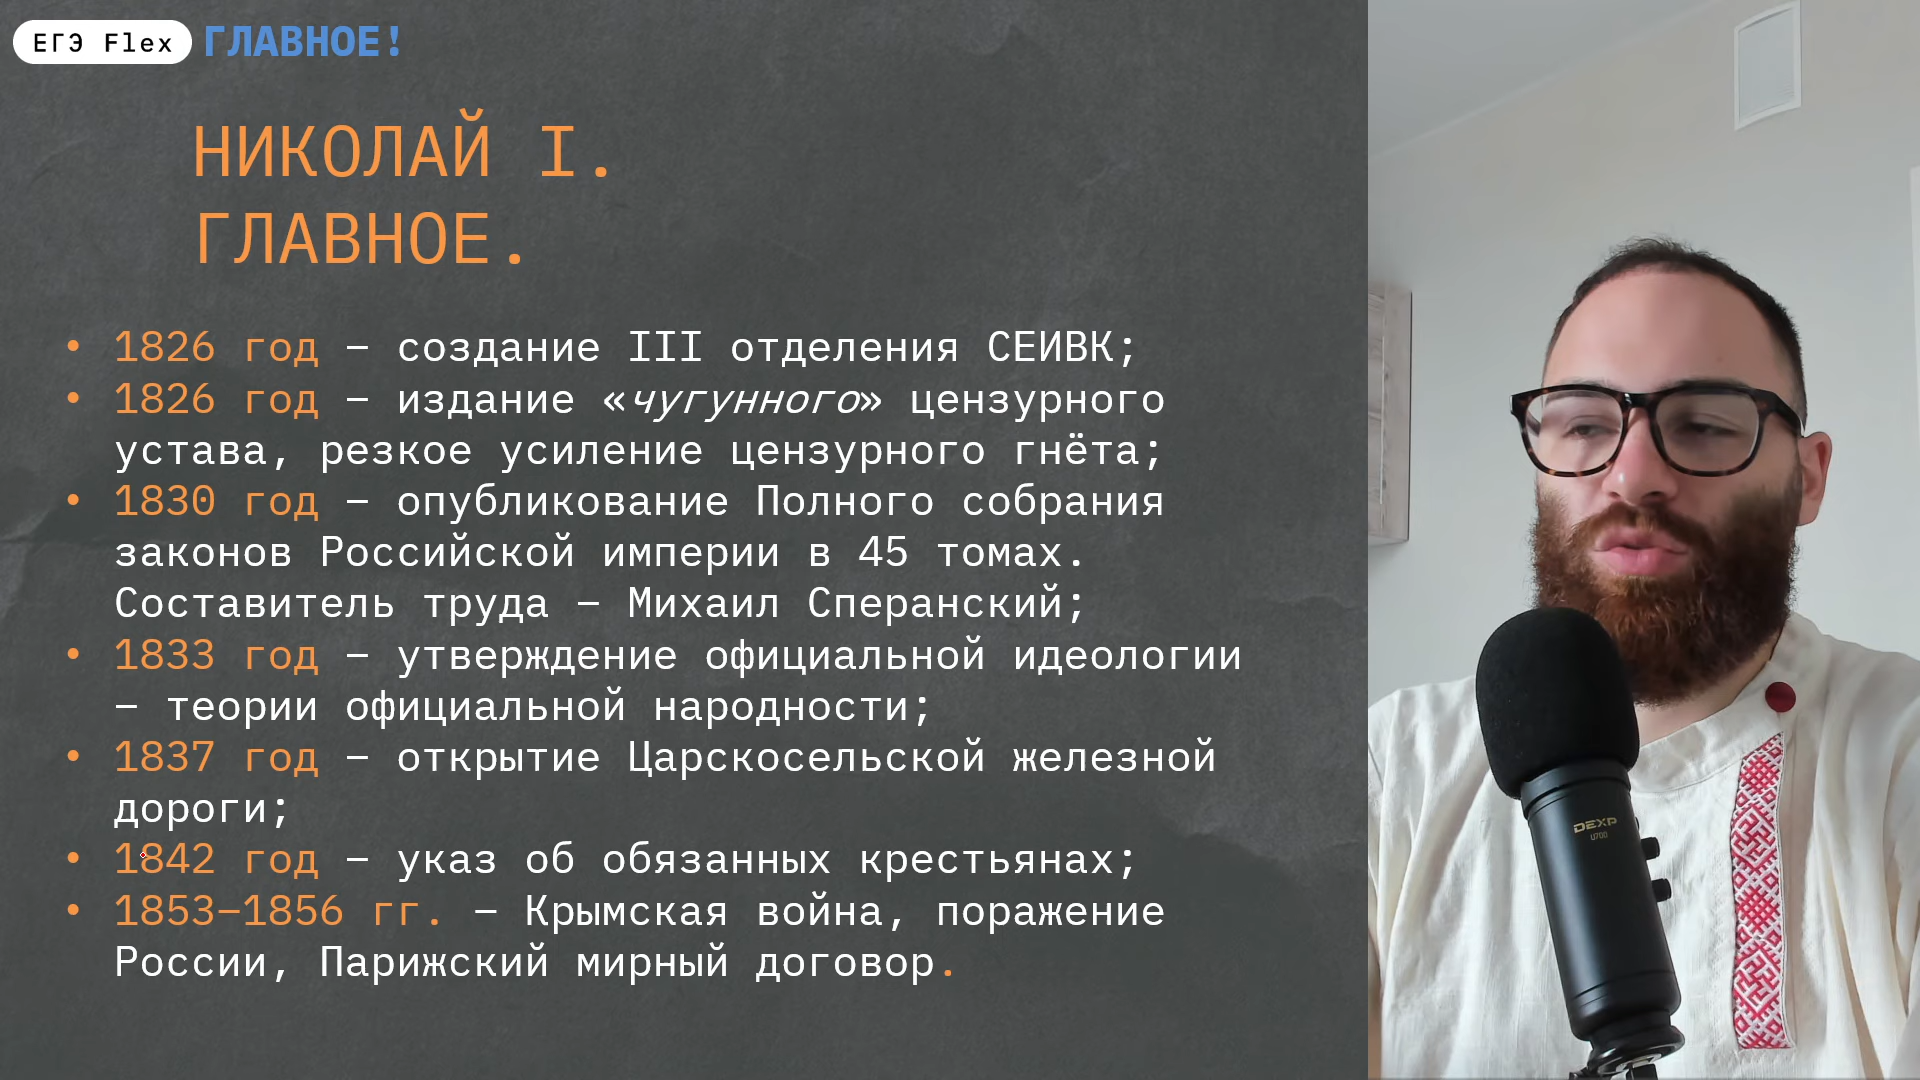 ЕГЭ Flex ГЛАВНОЕ!
НИКОЛАЙ I.
ГЛАВНОЕ.
• 1826 год – создание III отделения СЕИВК;
• 1826 год – издание «чугунного» цензурного
устава, резкое усиление цензурного гнёта;
• 1830 год – опубликование Полного собрания
законов Российской империи в 45 томах.
Составитель труда – Михаил Сперанский;
• 1833 год – утверждение официальной идеологии
– теории официальной народности;
• 1837 год – открытие Царскосельской железной
дороги;
• 1842 год – указ об обязанных крестьянах;
• 1853–1856 гг. – Крымская война, поражение
России, Парижский мирный договор.
DEXP
U700